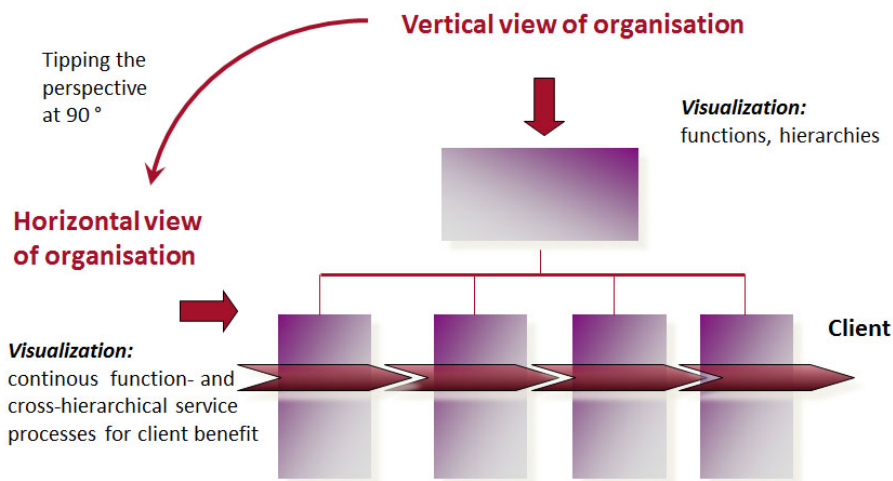 Vertical view of organisation
Tipping the
perspective
at 90 °
Visualization:
functions, hierarchies
Horizontal view
of organisation
Client
Visualization:
continous function- and
cross-hierarchical service
processes for client benefit